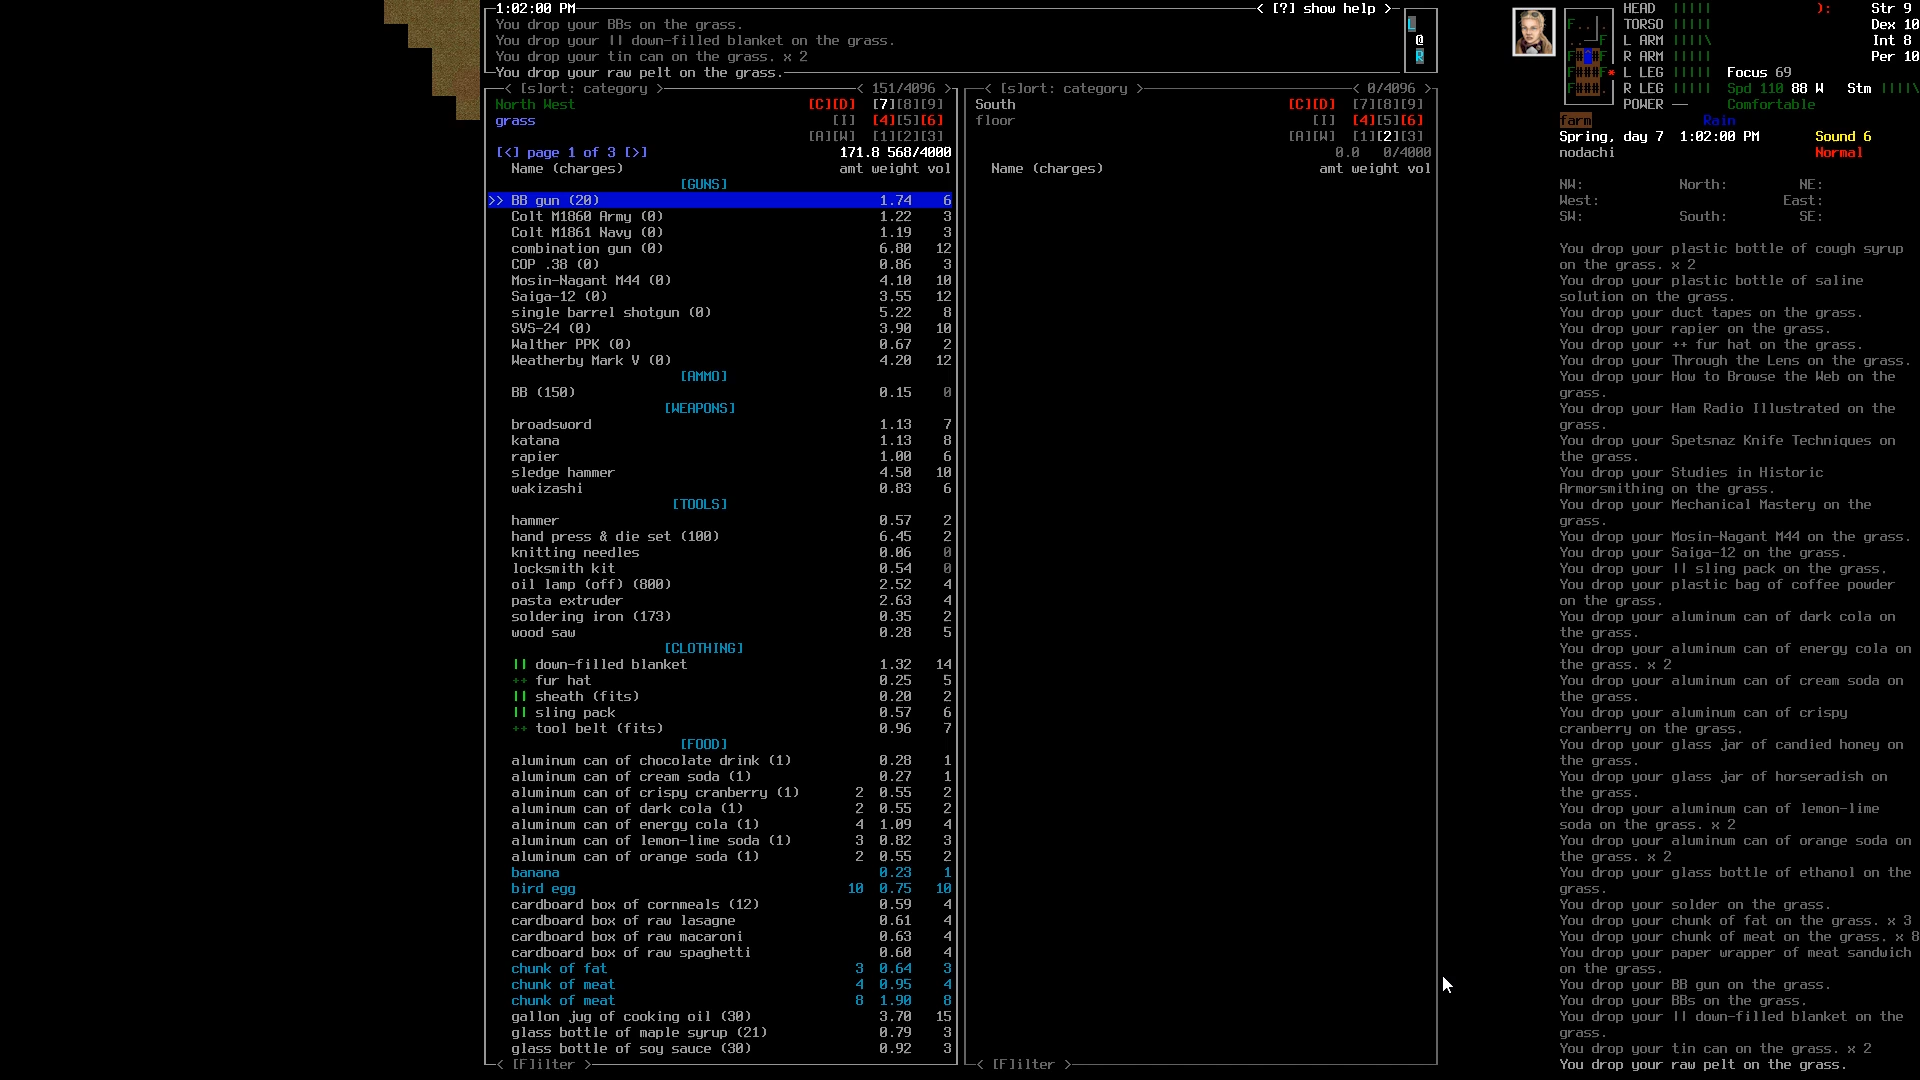 1:02:00 PM < [?] show help >
You drop your BBs on the grass.
You drop your || down-filled blanket on the grass.
You drop your tin can on the grass. x 2
You drop your raw pelt on the grass.
L
@
R
< [s]ort: category > < 151/4096 >
North West [C][D] [7][8][9]
grass [I] [4][5][6]
[A][W] [1][2][3]
[<] page 1 of 3 [>] 171.8 568/4000
Name (charges) amt weight vol
[GUNS]
>> BB gun (20) 1.74 6
Colt M1860 Army (0) 1.22 3
Colt M1861 Navy (0) 1.19 3
combination gun (0) 6.80 12
COP .38 (0) 0.86 3
Mosin-Nagant M44 (0) 4.10 10
Saiga-12 (0) 3.55 12
single barrel shotgun (0) 5.22 8
SVS-24 (0) 3.90 10
Walther PPK (0) 0.67 2
Weatherby Mark V (0) 4.20 12
[AMMO]
BB (150) 0.15 0
[WEAPONS]
broadsword 1.13 7
katana 1.13 8
rapier 1.00 6
sledge hammer 4.50 10
wakizashi 0.83 6
[TOOLS]
hammer 0.57 2
hand press & die set (100) 6.45 2
knitting needles 0.06 0
locksmith kit 0.54 0
oil lamp (off) (800) 2.52 4
pasta extruder 2.63 4
soldering iron (173) 0.35 2
wood saw 0.28 5
[CLOTHING]
|| down-filled blanket 1.32 14
++ fur hat 0.25 5
|| sheath (fits) 0.20 2
|| sling pack 0.57 6
++ tool belt (fits) 0.96 7
[FOOD]
aluminum can of chocolate drink (1) 0.28 1
aluminum can of cream soda (1) 0.27 1
aluminum can of crispy cranberry (1) 2 0.55 2
aluminum can of dark cola (1) 2 0.55 2
aluminum can of energy cola (1) 4 1.09 4
aluminum can of lemon-lime soda (1) 3 0.82 3
aluminum can of orange soda (1) 2 0.55 2
banana 0.23 1
bird egg 10 0.75 10
cardboard box of cornmeals (12) 0.59 4
cardboard box of raw lasagne 0.61 4
cardboard box of raw macaroni 0.63 4
cardboard box of raw spaghetti 0.60 4
chunk of fat 3 0.64 3
chunk of meat 4 0.95 4
chunk of meat 8 1.90 8
gallon jug of cooking oil (30) 3.70 15
glass bottle of maple syrup (21) 0.79 3
glass bottle of soy sauce (30) 0.92 3
< [F]ilter >
< [s]ort: category > < 0/4096 >
South [C][D] [7][8][9]
floor [I] [4][5][6]
[A][W] [1][2][3]
0.0 0/4000
Name (charges) amt weight vol
< [F]ilter >
HEAD ||||| ): Str 9
TORSO ||||| Dex 10
L ARM ||||\ Int 8
R ARM ||||| Per 10
L LEG ||||| Focus 69
R LEG ||||| Spd 110 88 W Stm ||||\
POWER -- Comfortable
farm Rain
Spring, day 7 1:02:00 PM Sound 6
nodachi Normal
NW: North: NE:
West: East:
SW: South: SE:
You drop your plastic bottle of cough syrup
on the grass. x 2
You drop your plastic bottle of saline
solution on the grass.
You drop your duct tapes on the grass.
You drop your rapier on the grass.
You drop your ++ fur hat on the grass.
You drop your Through the Lens on the grass.
You drop your How to Browse the Web on the
grass.
You drop your Ham Radio Illustrated on the
grass.
You drop your Spetsnaz Knife Techniques on
the grass.
You drop your Studies in Historic
Armorsmithing on the grass.
You drop your Mechanical Mastery on the
grass.
You drop your Mosin-Nagant M44 on the grass.
You drop your Saiga-12 on the grass.
You drop your || sling pack on the grass.
You drop your plastic bag of coffee powder
on the grass.
You drop your aluminum can of dark cola on
the grass.
You drop your aluminum can of energy cola on
the grass. x 2
You drop your aluminum can of cream soda on
the grass.
You drop your aluminum can of crispy
cranberry on the grass.
You drop your glass jar of candied honey on
the grass.
You drop your glass jar of horseradish on
the grass.
You drop your aluminum can of lemon-lime
soda on the grass. x 2
You drop your aluminum can of orange soda on
the grass. x 2
You drop your glass bottle of ethanol on the
grass.
You drop your solder on the grass.
You drop your chunk of fat on the grass. x 3
You drop your chunk of meat on the grass. x 8
You drop your paper wrapper of meat sandwich
on the grass.
You drop your BB gun on the grass.
You drop your BBs on the grass.
You drop your || down-filled blanket on the
grass.
You drop your tin can on the grass. x 2
You drop your raw pelt on the grass.